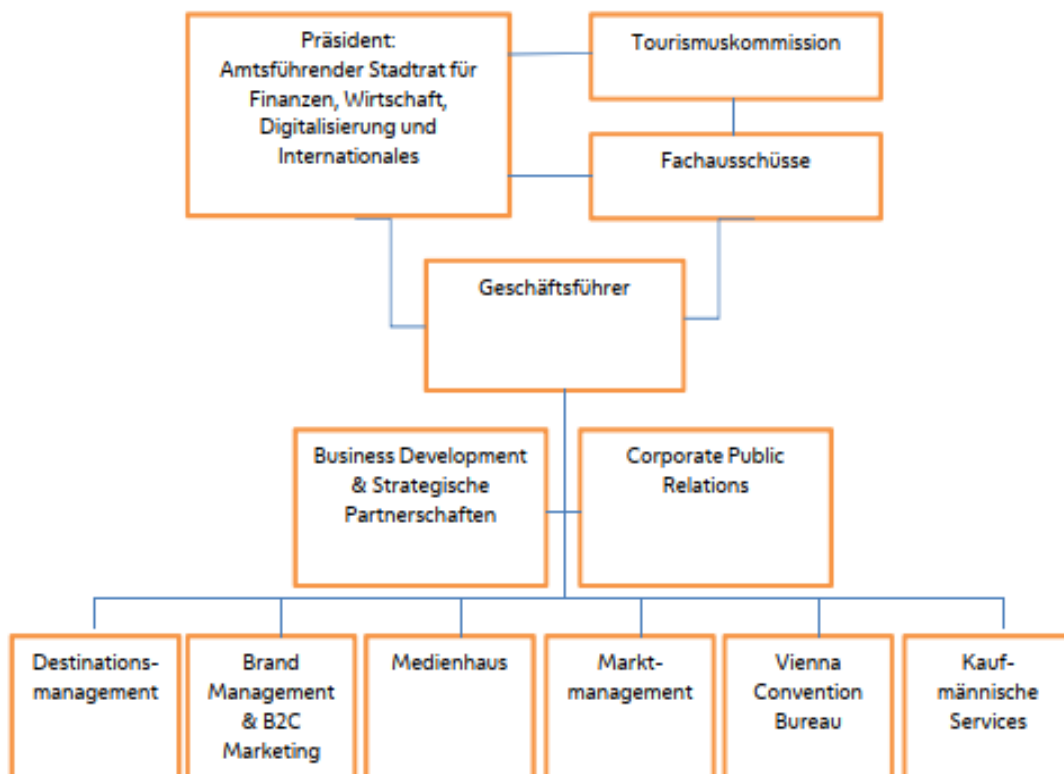 Präsident:
Amtsführender Stadtrat für
Finanzen, Wirtschaft,
Digitalisierung und
Internationales
Tourismuskommission
Fachausschüsse
Geschäftsführer
Business Development
& Strategische
Partnerschaften
Corporate Public
Relations
Destinations-
management
Brand
Management
& B2C
Marketing
Medienhaus
Markt-
management
Vienna
Convention
Bureau
Kauf-
männische
Services